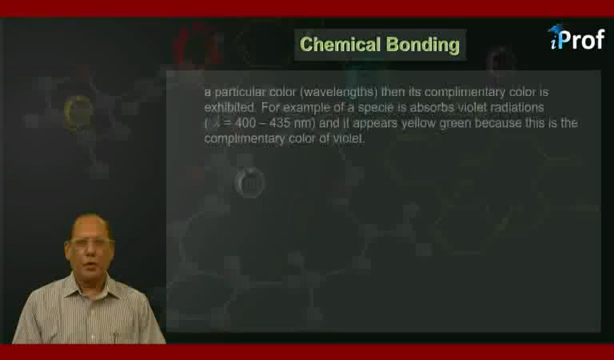 Chemical Bonding
iProf
a particular color (wavelengths) then its complimentary color is
exhibited. For example of a specie is absorbs violet radiations
( λ = 400 – 435 nm) and it appears yellow green because this is the
complimentary color of violet.